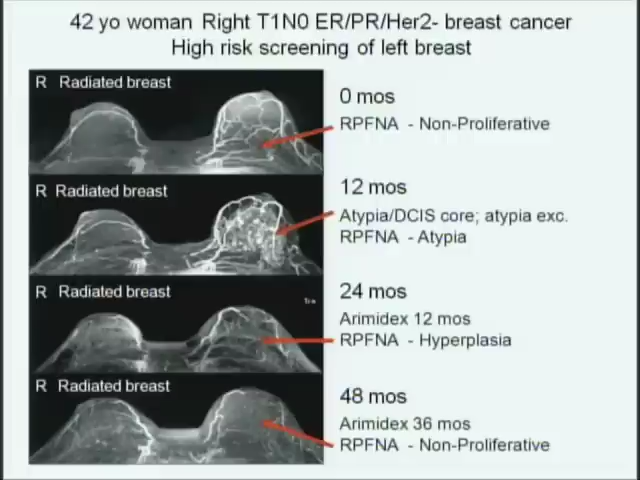 42 yo woman Right T1N0 ER/PR/Her2- breast cancer
High risk screening of left breast
R Radiated breast
0 mos
RPFNA - Non-Proliferative
R Radiated breast
12 mos
Atypia/DCIS core; atypia exc.
RPFNA - Atypia
R Radiated breast
24 mos
Arimidex 12 mos
RPFNA - Hyperplasia
R Radiated breast
48 mos
Arimidex 36 mos
RPFNA - Non-Proliferative